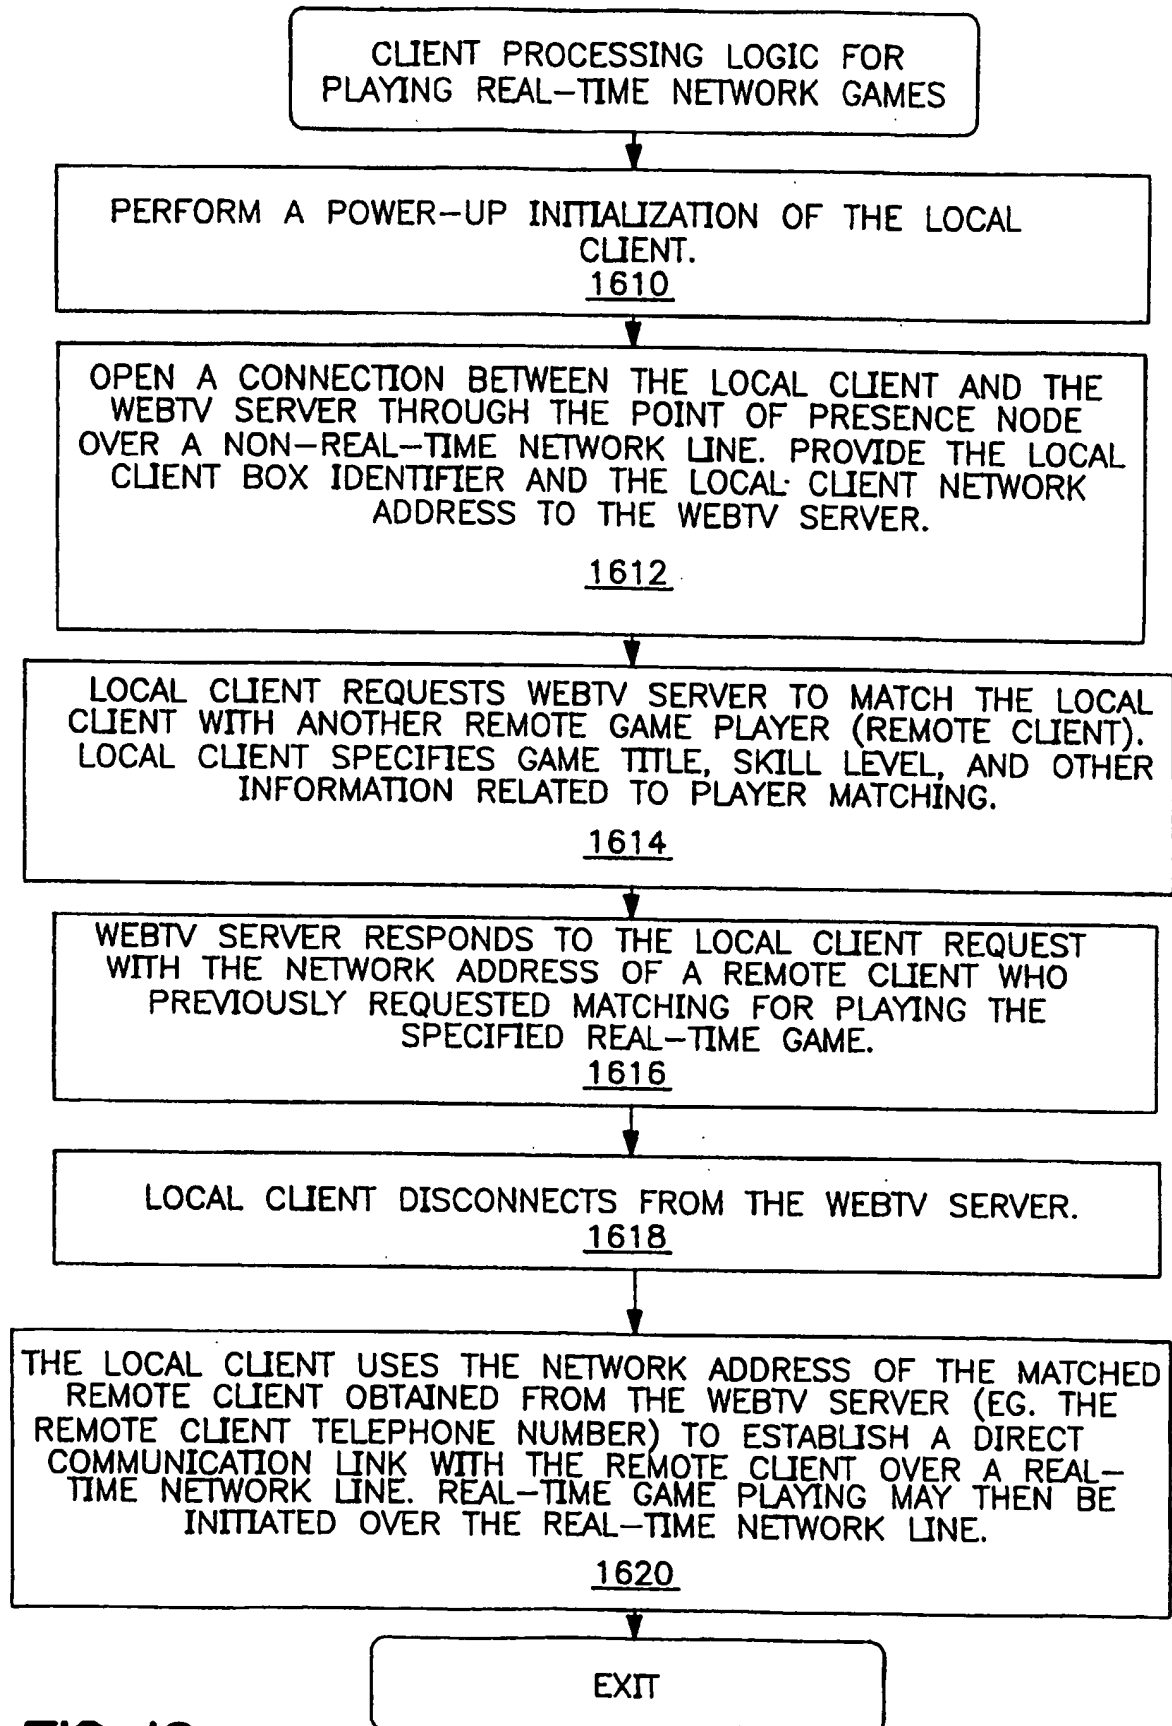 CLIENT PROCESSING LOGIC FOR
PLAYING REAL-TIME NETWORK GAMES
PERFORM A POWER-UP INITIALIZATION OF THE LOCAL
CLIENT.
1610
OPEN A CONNECTION BETWEEN THE LOCAL CLIENT AND THE
WEBTV SERVER THROUGH THE POINT OF PRESENCE NODE
OVER A NON-REAL-TIME NETWORK LINE. PROVIDE THE LOCAL
CLIENT BOX IDENTIFIER AND THE LOCAL CLIENT NETWORK
ADDRESS TO THE WEBTV SERVER.
1612
LOCAL CLIENT REQUESTS WEBTV SERVER TO MATCH THE LOCAL
CLIENT WITH ANOTHER REMOTE GAME PLAYER (REMOTE CLIENT).
LOCAL CLIENT SPECIFIES GAME TITLE, SKILL LEVEL, AND OTHER
INFORMATION RELATED TO PLAYER MATCHING.
1614
WEBTV SERVER RESPONDS TO THE LOCAL CLIENT REQUEST
WITH THE NETWORK ADDRESS OF A REMOTE CLIENT WHO
PREVIOUSLY REQUESTED MATCHING FOR PLAYING THE
SPECIFIED REAL-TIME GAME.
1616
LOCAL CLIENT DISCONNECTS FROM THE WEBTV SERVER.
1618
THE LOCAL CLIENT USES THE NETWORK ADDRESS OF THE MATCHED
REMOTE CLIENT OBTAINED FROM THE WEBTV SERVER (EG. THE
REMOTE CLIENT TELEPHONE NUMBER) TO ESTABLISH A DIRECT
COMMUNICATION LINK WITH THE REMOTE CLIENT OVER A REAL-
TIME NETWORK LINE. REAL-TIME GAME PLAYING MAY THEN BE
INITIATED OVER THE REAL-TIME NETWORK LINE.
1620
EXIT